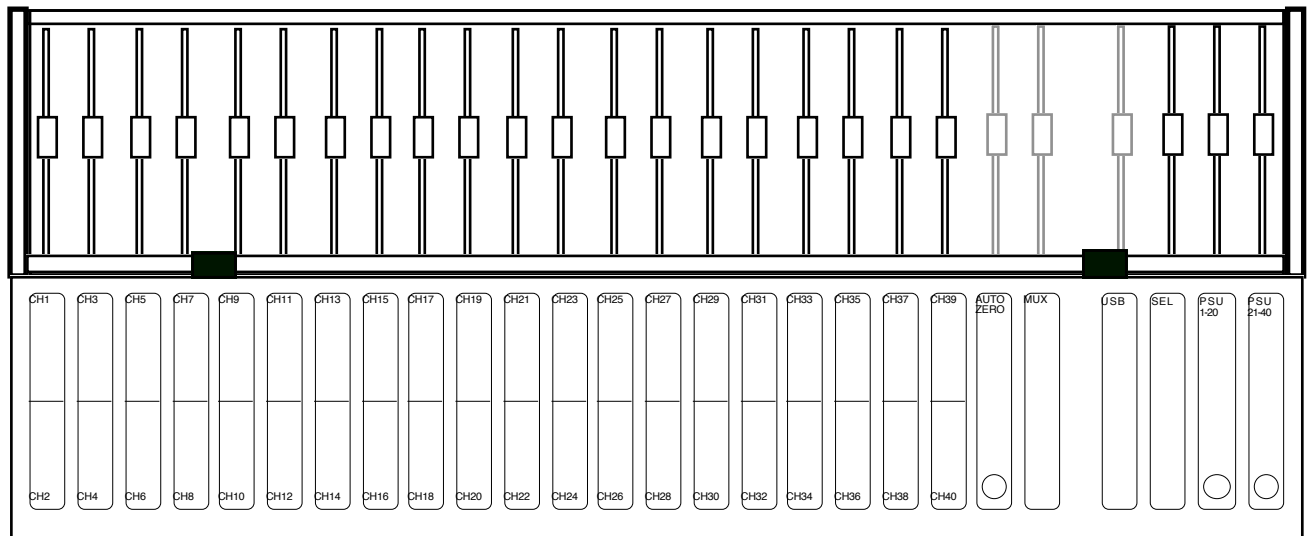 CH1 CH3 CH5 CH7 CH9 CH11 CH13 CH15 CH17 CH19 CH21 CH23 CH25 CH27 CH29 CH31 CH33 CH35 CH37 CH39 AUTO MUX USB SEL PSU PSU
ZERO 1-20 21-40
CH2 CH4 CH6 CH8 CH10 CH12 CH14 CH16 CH18 CH20 CH22 CH24 CH26 CH28 CH30 CH32 CH34 CH36 CH38 CH40